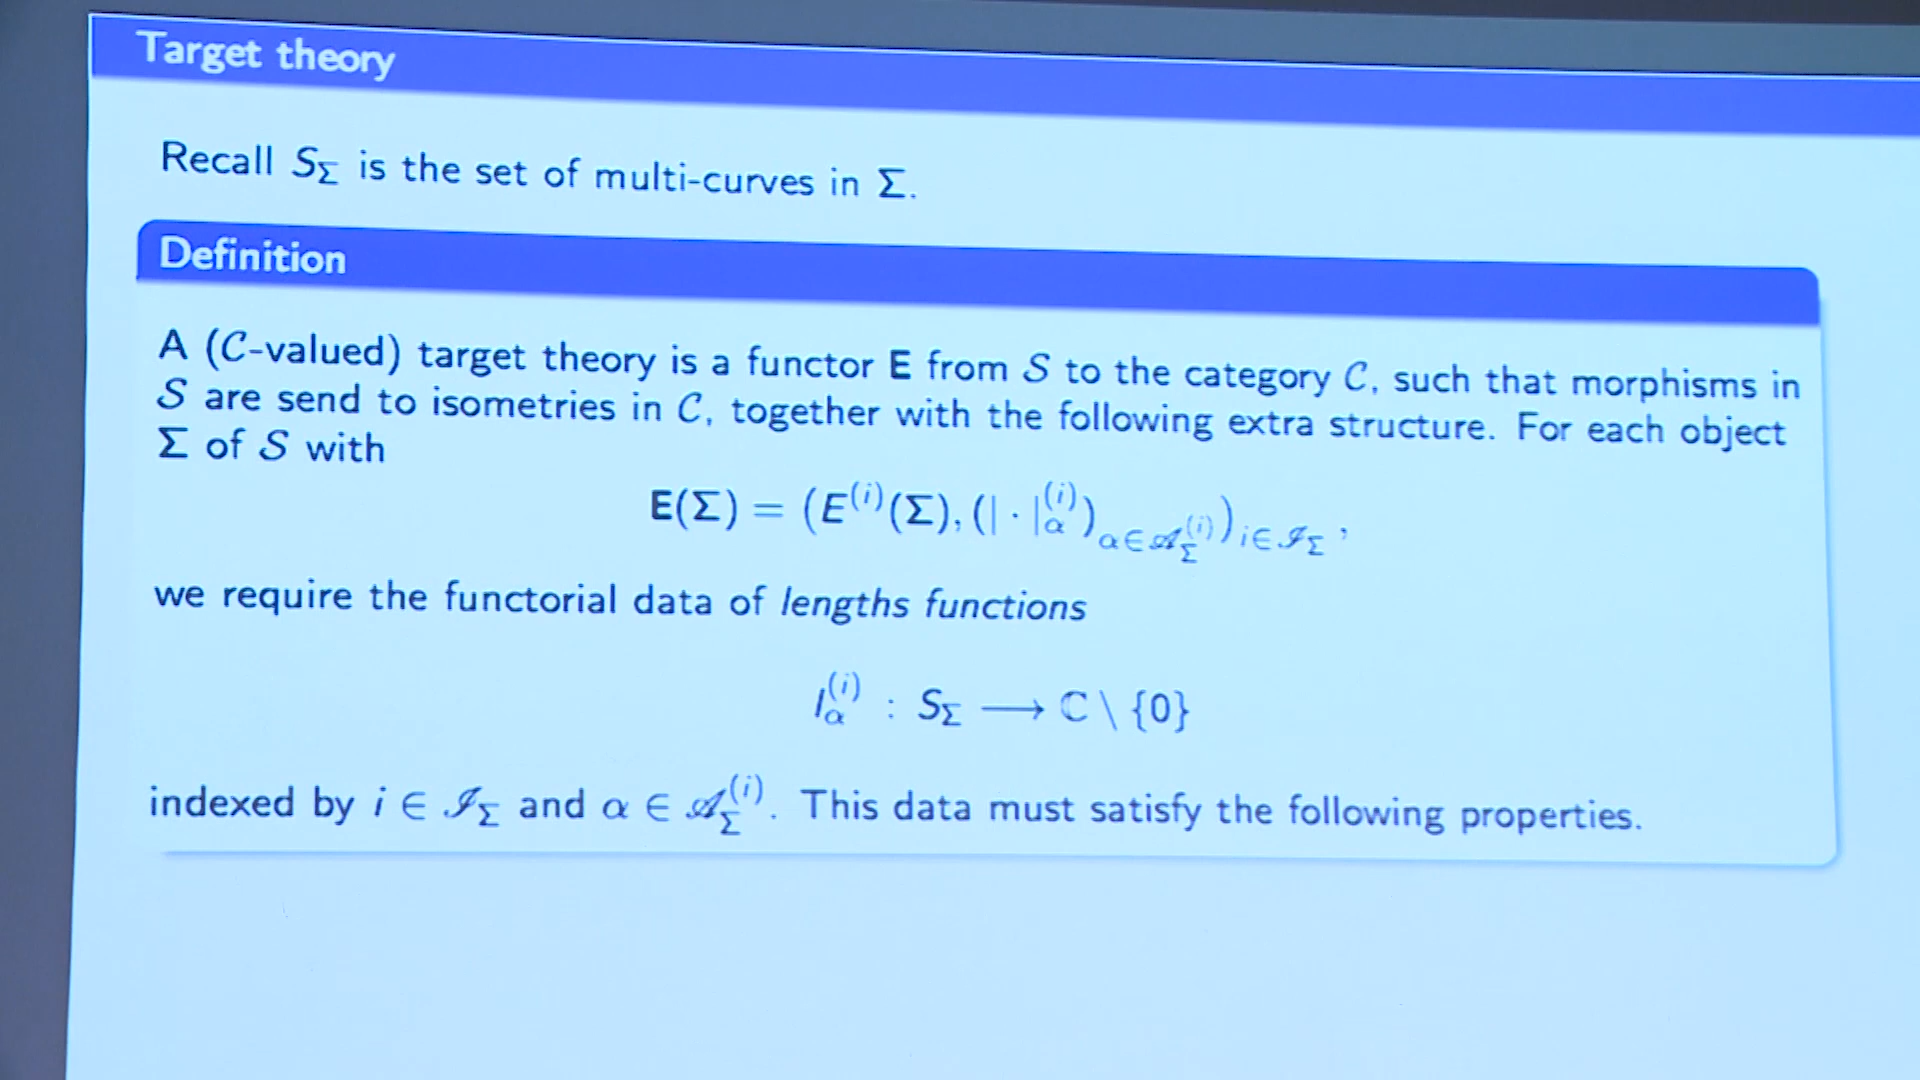 Target theory
Recall S_Σ is the set of multi-curves in Σ.
Definition
A (𝒞-valued) target theory is a functor E from 𝒮 to the category 𝒞, such that morphisms in
𝒮 are send to isometries in 𝒞, together with the following extra structure. For each object
Σ of 𝒮 with
E(Σ) = (E^(i)(Σ), (| · |_α^(i))_{α∈𝒜_Σ^(i)})_{i∈ℐ_Σ},
we require the functorial data of lengths functions
l_α^(i) : S_Σ ⟶ ℂ \ {0}
indexed by i ∈ ℐ_Σ and α ∈ 𝒜_Σ^(i). This data must satisfy the following properties.